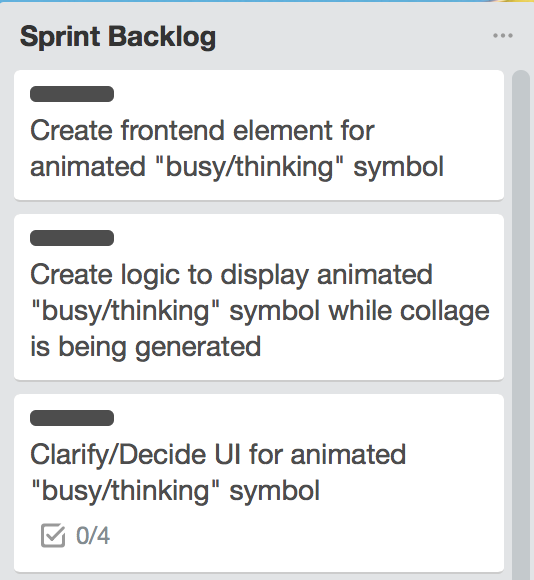 Sprint Backlog
Create frontend element for
animated "busy/thinking" symbol
Create logic to display animated
"busy/thinking" symbol while collage
is being generated
Clarify/Decide UI for animated
"busy/thinking" symbol
0/4